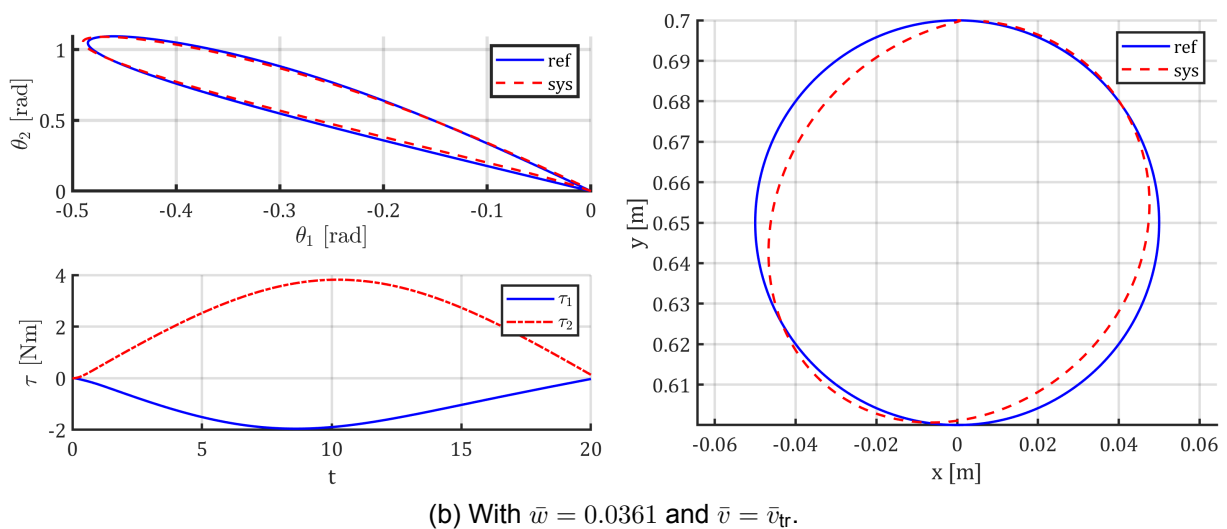 1
0.5
0
θ₂ [rad]
-0.5
-0.4
-0.3
-0.2
-0.1
0
θ₁ [rad]
ref
sys
4
2
0
-2
τ [Nm]
0
5
10
15
20
t
τ₁
τ₂
0.7
0.69
0.68
0.67
0.66
0.65
0.64
0.63
0.62
0.61
y [m]
-0.06
-0.04
-0.02
0
0.02
0.04
0.06
x [m]
ref
sys
(b) With w̄ = 0.0361 and v̄ = v̄tr.